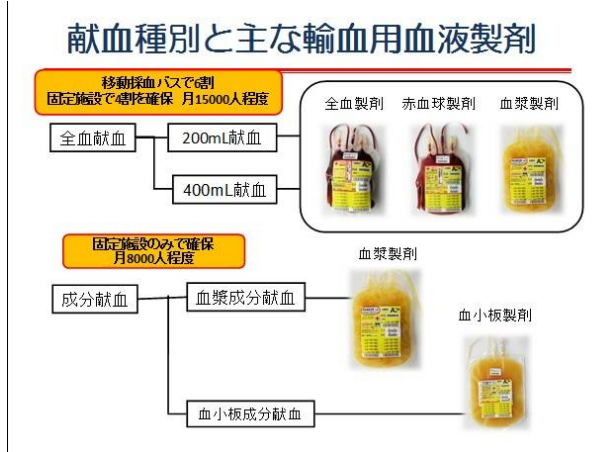 献血種別と主な輸血用血液製剤
移動採血バスで6割
固定施設で4割を確保 月15000人程度
全血製剤
赤血球製剤
血漿製剤
全血献血
200mL献血
400mL献血
固定施設のみで確保
月8000人程度
血漿製剤
成分献血
血漿成分献血
血小板製剤
血小板成分献血